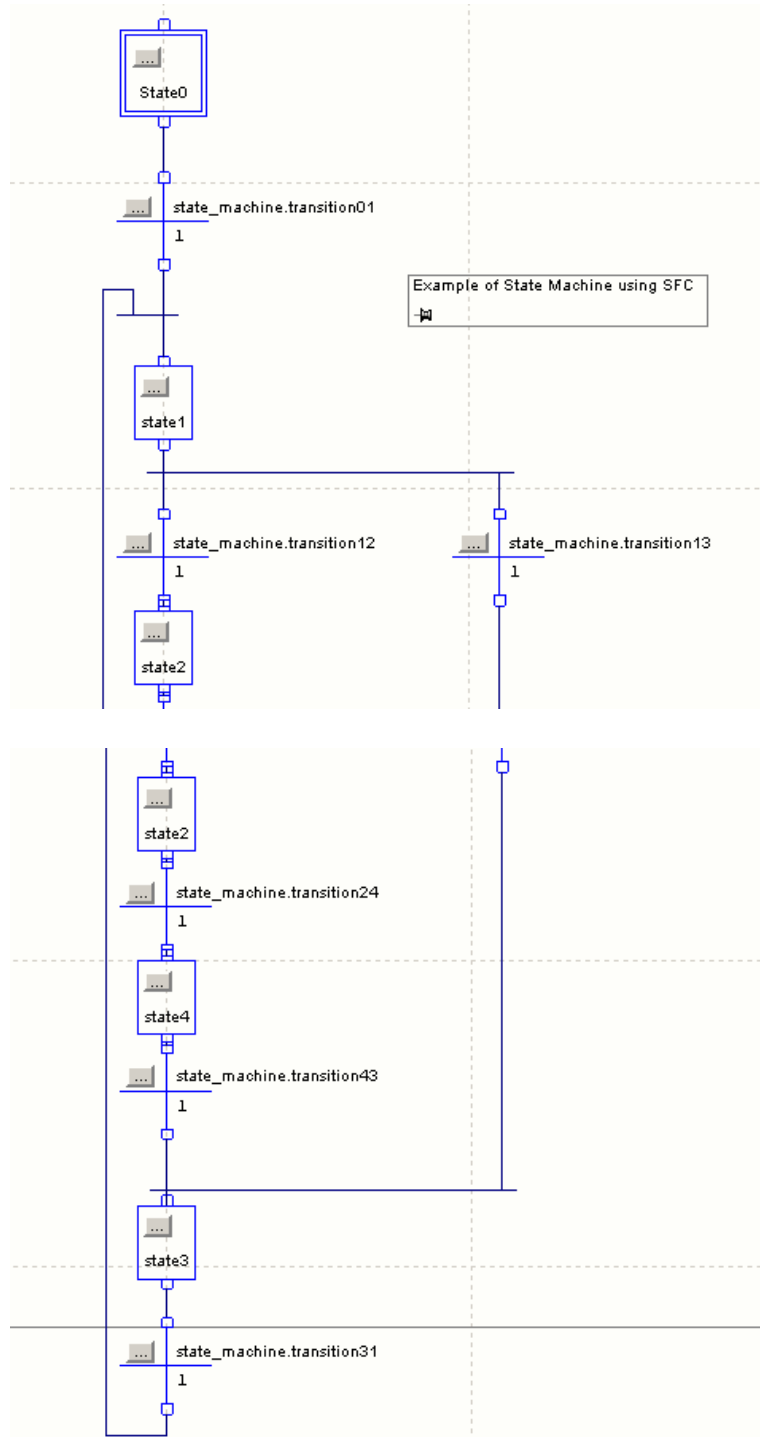 ...
State0
... state_machine.transition01
1
Example of State Machine using SFC
...
state1
... state_machine.transition12
1
... state_machine.transition13
1
...
state2
...
state2
... state_machine.transition24
1
...
state4
... state_machine.transition43
1
...
state3
... state_machine.transition31
1